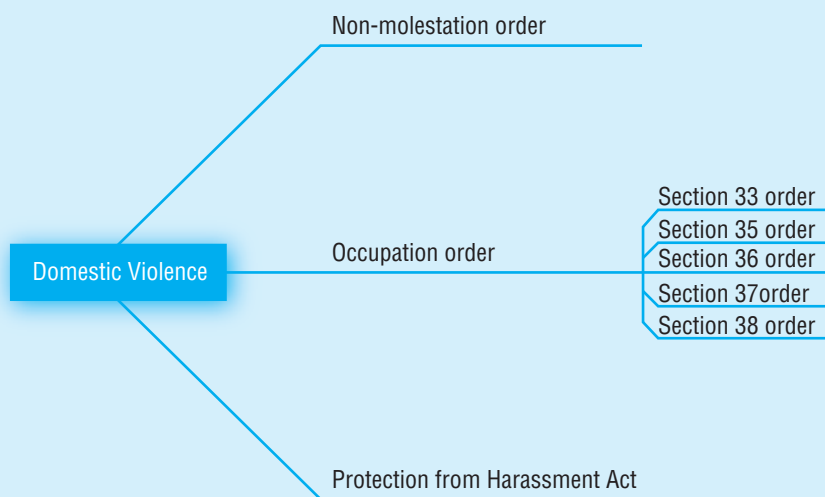 Non-molestation order
Section 33 order
Section 35 order
Domestic Violence
Occupation order
Section 36 order
Section 37order
Section 38 order
Protection from Harassment Act